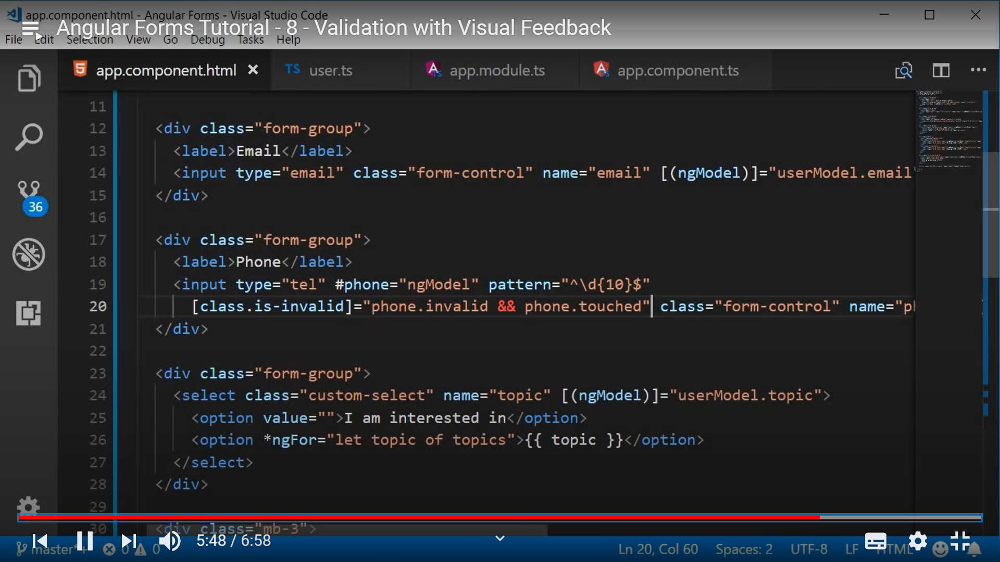 app.component.html - Angular Forms - Visual Studio Code
Angular Forms Tutorial - 8 - Validation with Visual Feedback
File Edit Selection View Go Debug Tasks Help
app.component.html TS user.ts app.module.ts app.component.ts
11
12 <div class="form-group">
13 <label>Email</label>
14 <input type="email" class="form-control" name="email" [(ngModel)]="userModel.email"
15 </div>
16
17 <div class="form-group">
18 <label>Phone</label>
19 <input type="tel" #phone="ngModel" pattern="^\d{10}$"
20 [class.is-invalid]="phone.invalid && phone.touched" class="form-control" name="ph
21 </div>
22
23 <div class="form-group">
24 <select class="custom-select" name="topic" [(ngModel)]="userModel.topic">
25 <option value="">I am interested in</option>
26 <option *ngFor="let topic of topics">{{ topic }}</option>
27 </select>
28 </div>
29
30 <div class="mb-3">
36
5:48 / 6:58
master*+ 0 0 Ln 20, Col 60 Spaces: 2 UTF-8 LF HTML